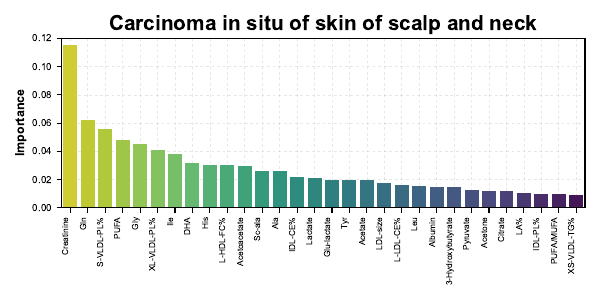 Carcinoma in situ of skin of scalp and neck
Importance
0.12
0.10
0.08
0.06
0.04
0.02
0.00
Creatinine
Gln
S-VLDL-PL%
PUFA
Gly
XL-VLDL-PL%
Ile
DHA
His
L-HDL-FC%
Acetoacetate
Sc-ala
Ala
IDL-CE%
Lactate
Glu-lactate
Tyr
Acetate
LDL-size
L-LDL-CE%
Leu
Albumin
3-Hydroxybutyrate
Pyruvate
Acetone
Citrate
LA%
IDL-PL%
PUFA/MUFA
XS-VLDL-TG%